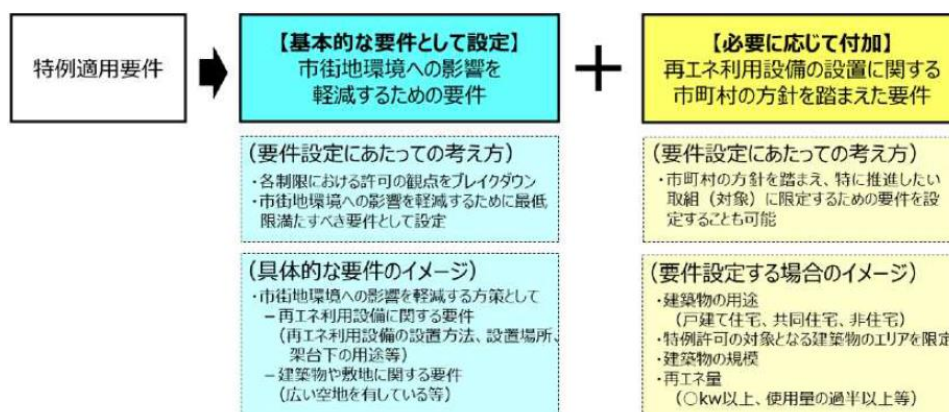 特例適用要件
【基本的な要件として設定】
市街地環境への影響を
軽減するための要件
＋
【必要に応じて付加】
再エネ利用設備の設置に関する
市町村の方針を踏まえた要件
(要件設定にあたっての考え方)
・各制限における許可の観点をブレイクダウン
・市街地環境への影響を軽減するために最低
限満たすべき要件として設定
(要件設定にあたっての考え方)
・市町村の方針を踏まえ、特に推進したい
取組（対象）に限定するための要件を設
定することも可能
(具体的な要件のイメージ)
・市街地環境への影響を軽減する方策として
－再エネ利用設備に関する要件
(再エネ利用設備の設置方法、設置場所、
架台下の用途等)
－建築物や敷地に関する要件
(広い空地を有している等)
(要件設定する場合のイメージ)
・建築物の用途
(戸建て住宅、共同住宅、非住宅)
・特例許可の対象となる建築物のエリアを限定
・建築物の規模
・再エネ量
(○kw以上、使用量の過半以上等)